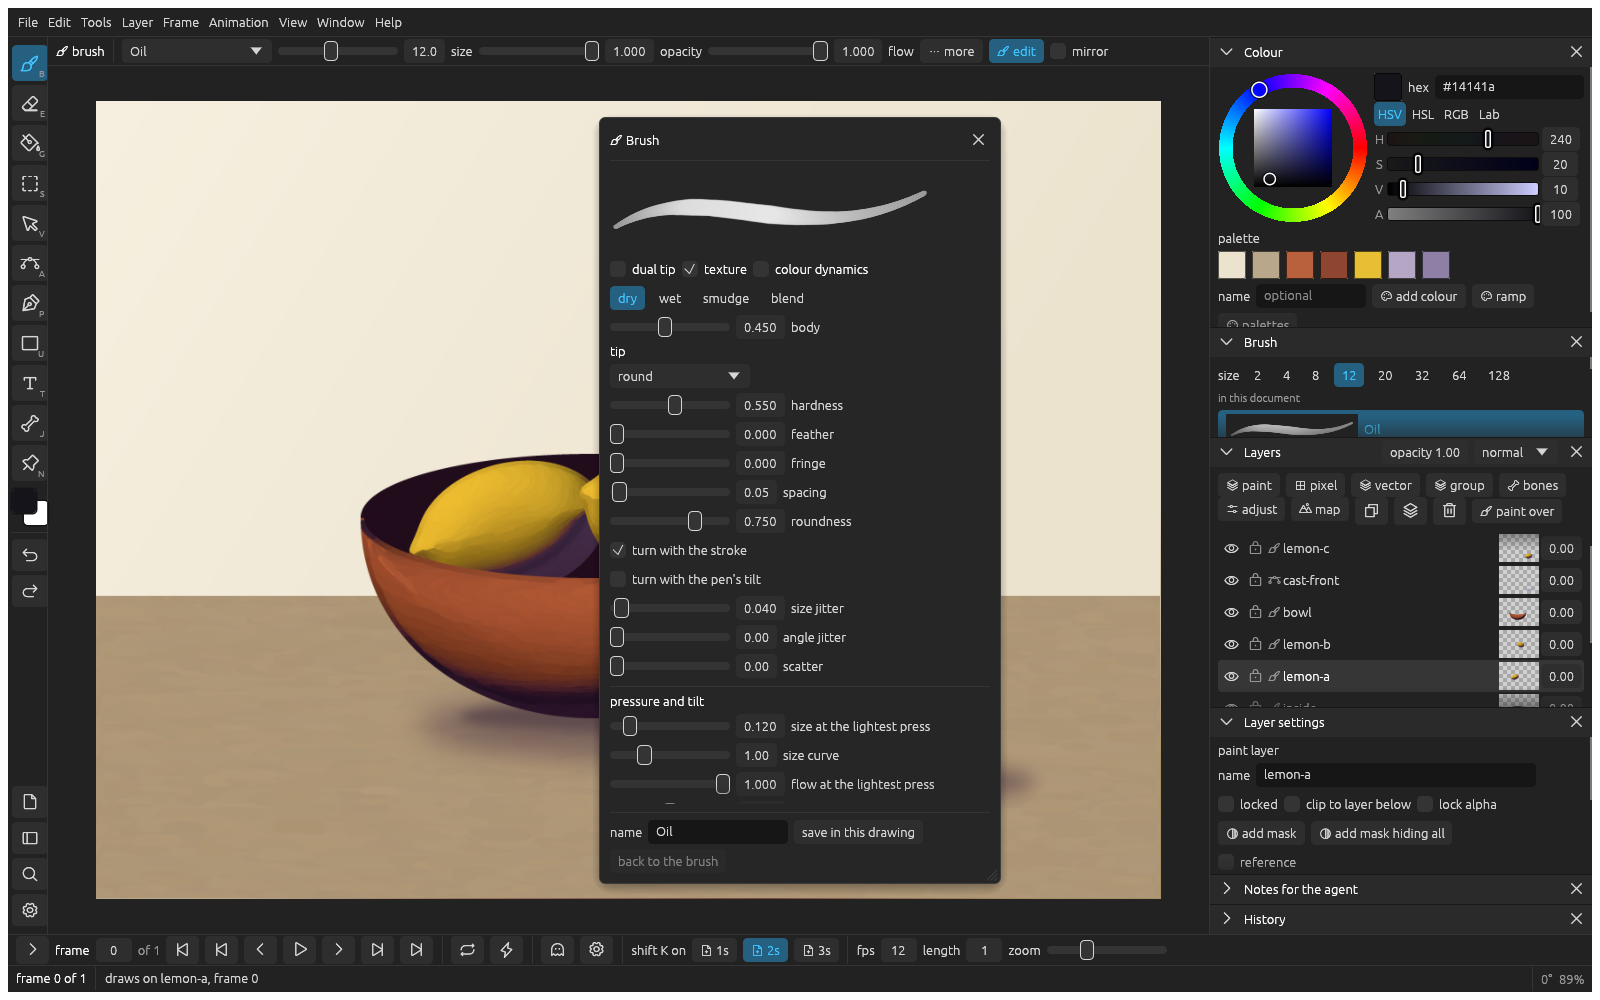 File Edit Tools Layer Frame Animation View Window Help
brush Oil 12.0 size 1.000 opacity 1.000 flow ··· more edit mirror
B
E
G
S
V
A
P
U
T T
J
N
Brush
dual tip texture colour dynamics
dry wet smudge blend
0.450 body
tip
round
0.550 hardness
0.000 feather
0.000 fringe
0.05 spacing
0.750 roundness
turn with the stroke
turn with the pen's tilt
0.040 size jitter
0.00 angle jitter
0.00 scatter
pressure and tilt
0.120 size at the lightest press
1.00 size curve
1.000 flow at the lightest press
name Oil save in this drawing
back to the brush
Colour
hex #14141a
HSV HSL RGB Lab
H 240
S 20
V 10
A 100
palette
name optional add colour ramp
palettes
Brush
size 2 4 8 12 20 32 64 128
in this document
Oil
Layers opacity 1.00 normal
paint pixel vector group bones
adjust map paint over
lemon-c 0.00
cast-front 0.00
bowl 0.00
lemon-b 0.00
lemon-a 0.00
inside 0.00
Layer settings
paint layer
name lemon-a
locked clip to layer below lock alpha
add mask add mask hiding all
reference
Notes for the agent
History
frame 0 of 1 shift K on 1s 2s 3s fps 12 length 1 zoom
frame 0 of 1 draws on lemon-a, frame 0 0° 89%